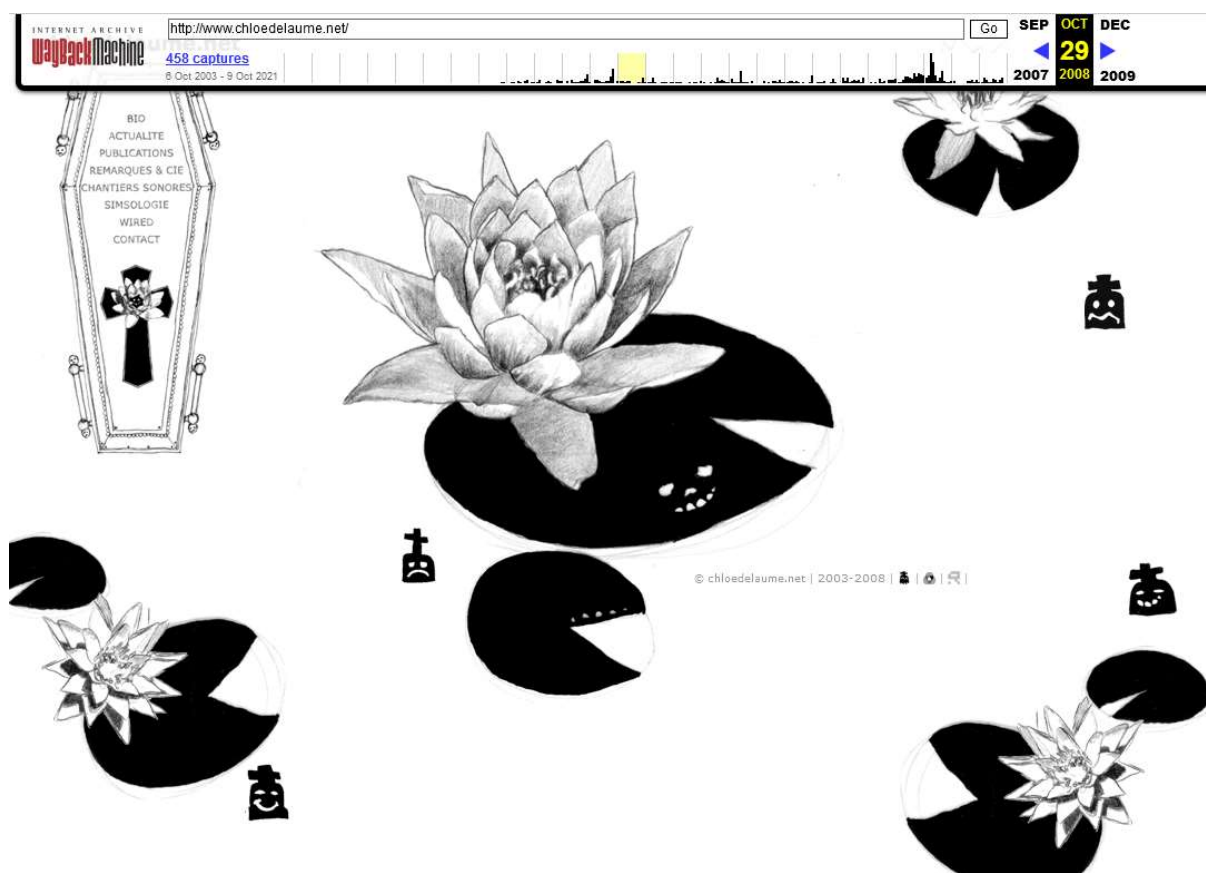 INTERNET ARCHIVE
WayBackMachine
http://www.chloedelaume.net/
Go
SEP
OCT
DEC
458 captures
29
6 Oct 2003 - 9 Oct 2021
2007
2008
2009
BIO
ACTUALITE
PUBLICATIONS
REMARQUES & CIE
CHANTIERS SONORES
SIMSOLOGIE
WIRED
CONTACT
© chloedelaume.net | 2003-2008 |